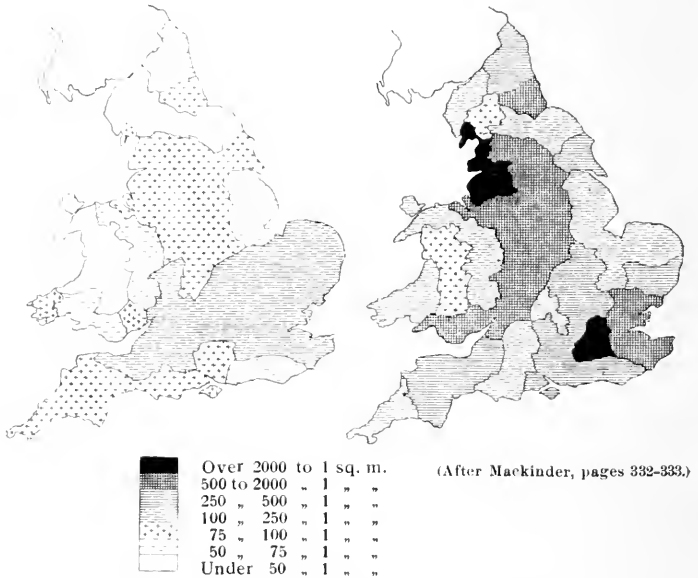 Over 2000 to 1 sq. m.
500 to 2000 „ 1 „ „
250 „ 500 „ 1 „ „
100 „ 250 „ 1 „ „
75 „ 100 „ 1 „ „
50 „ 75 „ 1 „ „
Under 50 „ 1 „ „
(After Mackinder, pages 332-333.)